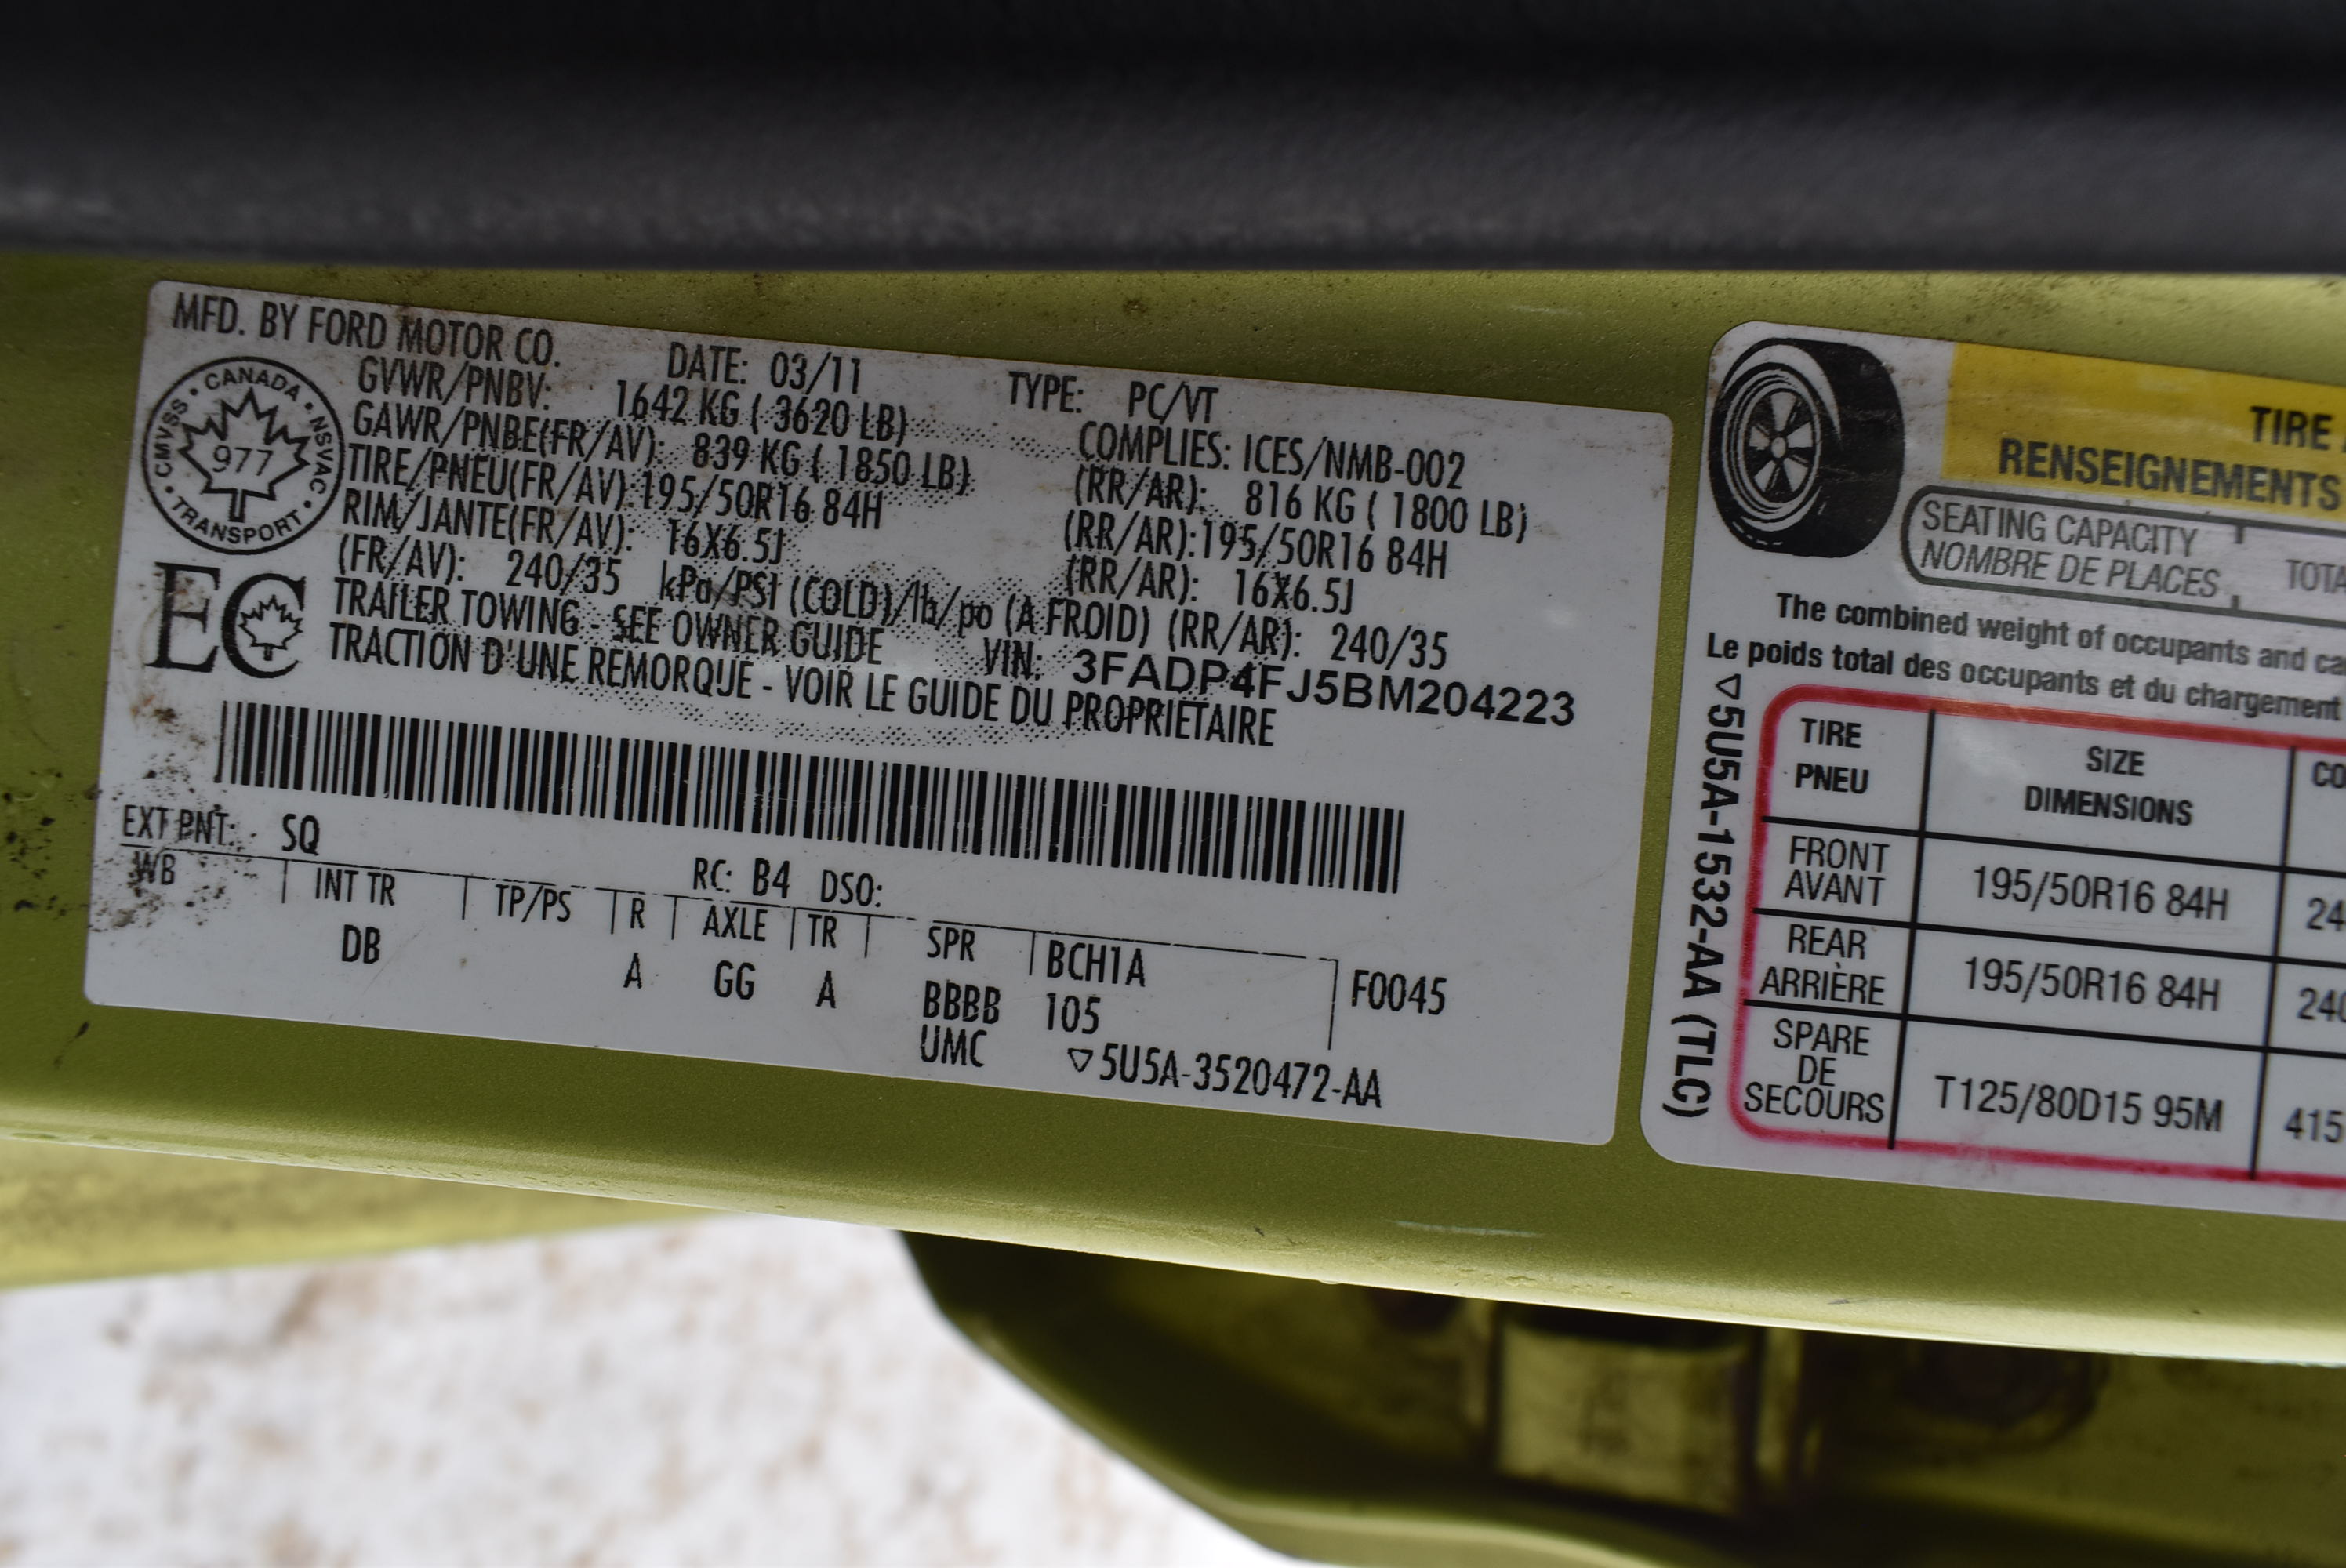 MFD. BY FORD MOTOR CO. DATE: 03/11 TYPE: PC/VT
GVWR/PNBV: 1642 KG ( 3620 LB) COMPLIES: ICES/NMB-002
GAWR/PNBE(FR/AV): 839 KG ( 1850 LB) (RR/AR): 816 KG ( 1800 LB)
TIRE/PNEU(FR/AV):195/50R16 84H (RR/AR):195/50R16 84H
RIM/JANTE(FR/AV): 16X6.5J (RR/AR): 16X6.5J
(FR/AV): 240/35 kPa/PSI (COLD)/lb/po (A FROID) (RR/AR): 240/35
TRAILER TOWING - SEE OWNER GUIDE VIN: 3FADP4FJ5BM204223
TRACTION D'UNE REMORQUE - VOIR LE GUIDE DU PROPRIETAIRE
CANADA • NSVAC • TRANSPORT • CMVSS •
977
EC
EXT PNT: SQ RC: B4 DSO:
WB INT TR TP/PS R AXLE TR SPR BCH1A F0045
DB A GG A BBBB 105
UMC ▽5U5A-3520472-AA
TIRE
RENSEIGNEMENTS
SEATING CAPACITY
NOMBRE DE PLACES
The combined weight of occupants and
Le poids total des occupants et du chargement
▽5U5A-1532-AA (TLC)
TIRE SIZE
PNEU DIMENSIONS
FRONT
AVANT 195/50R16 84H
REAR
ARRIÈRE 195/50R16 84H
SPARE
DE
SECOURS T125/80D15 95M 415